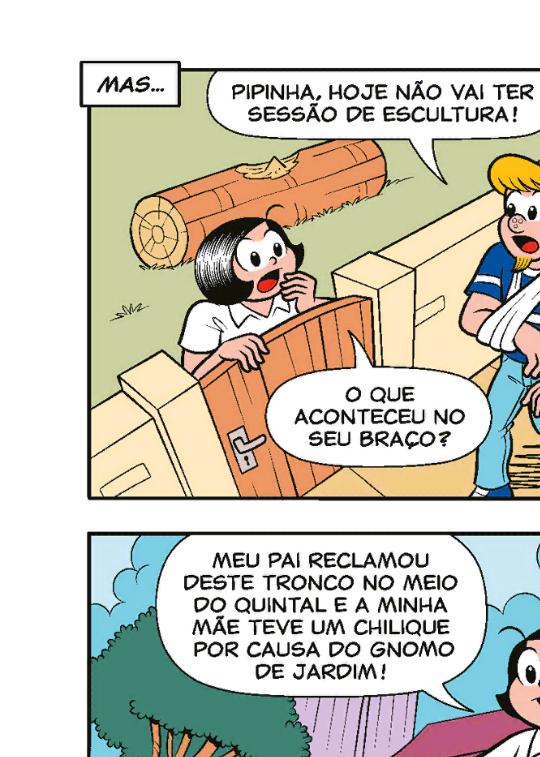 MAS...
PIPINHA, HOJE NÃO VAI TER
SESSÃO DE ESCULTURA!
O QUE
ACONTECEU NO
SEU BRAÇO?
MEU PAI RECLAMOU
DESTE TRONCO NO MEIO
DO QUINTAL E A MINHA
MÃE TEVE UM CHILIQUE
POR CAUSA DO GNOMO
DE JARDIM!